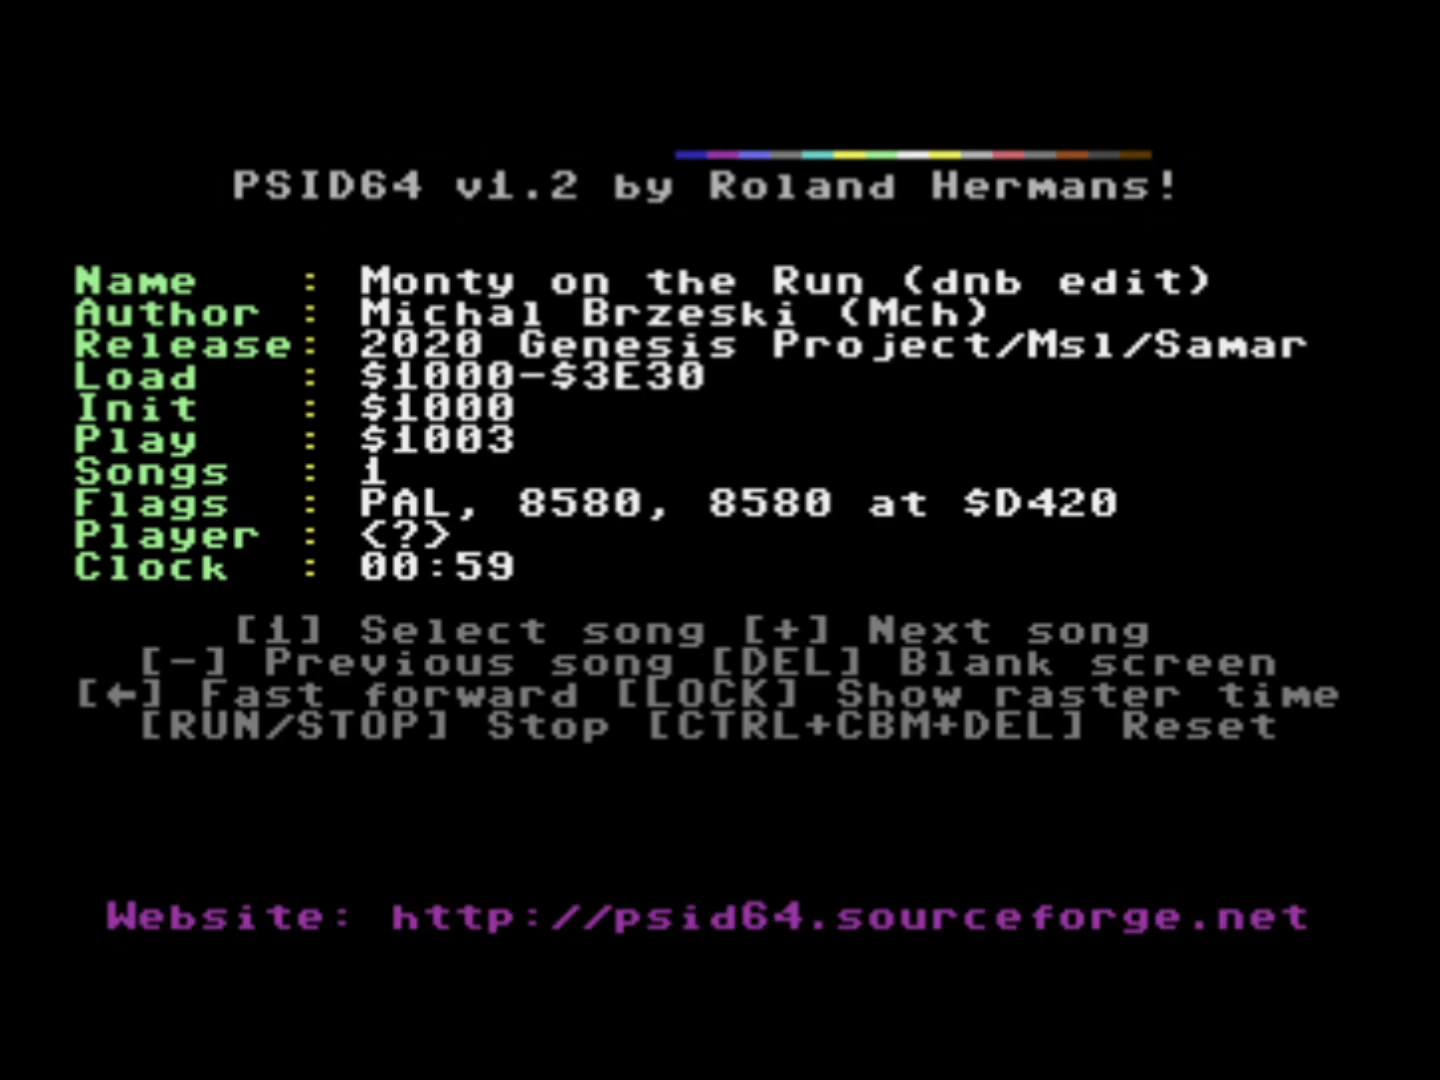 PSID64 v1.2 by Roland Hermans!
Name : Monty on the Run (dnb edit)
Author : Michal Brzeski (Mch)
Release: 2020 Genesis Project/Msl/Samar
Load : $1000-$3E30
Init : $1000
Play : $1003
Songs : 1
Flags : PAL, 8580, 8580 at $D420
Player : <?>
Clock : 00:59
[1] Select song [+] Next song
[-] Previous song [DEL] Blank screen
[←] Fast forward [LOCK] Show raster time
[RUN/STOP] Stop [CTRL+CBM+DEL] Reset
Website: http://psid64.sourceforge.net